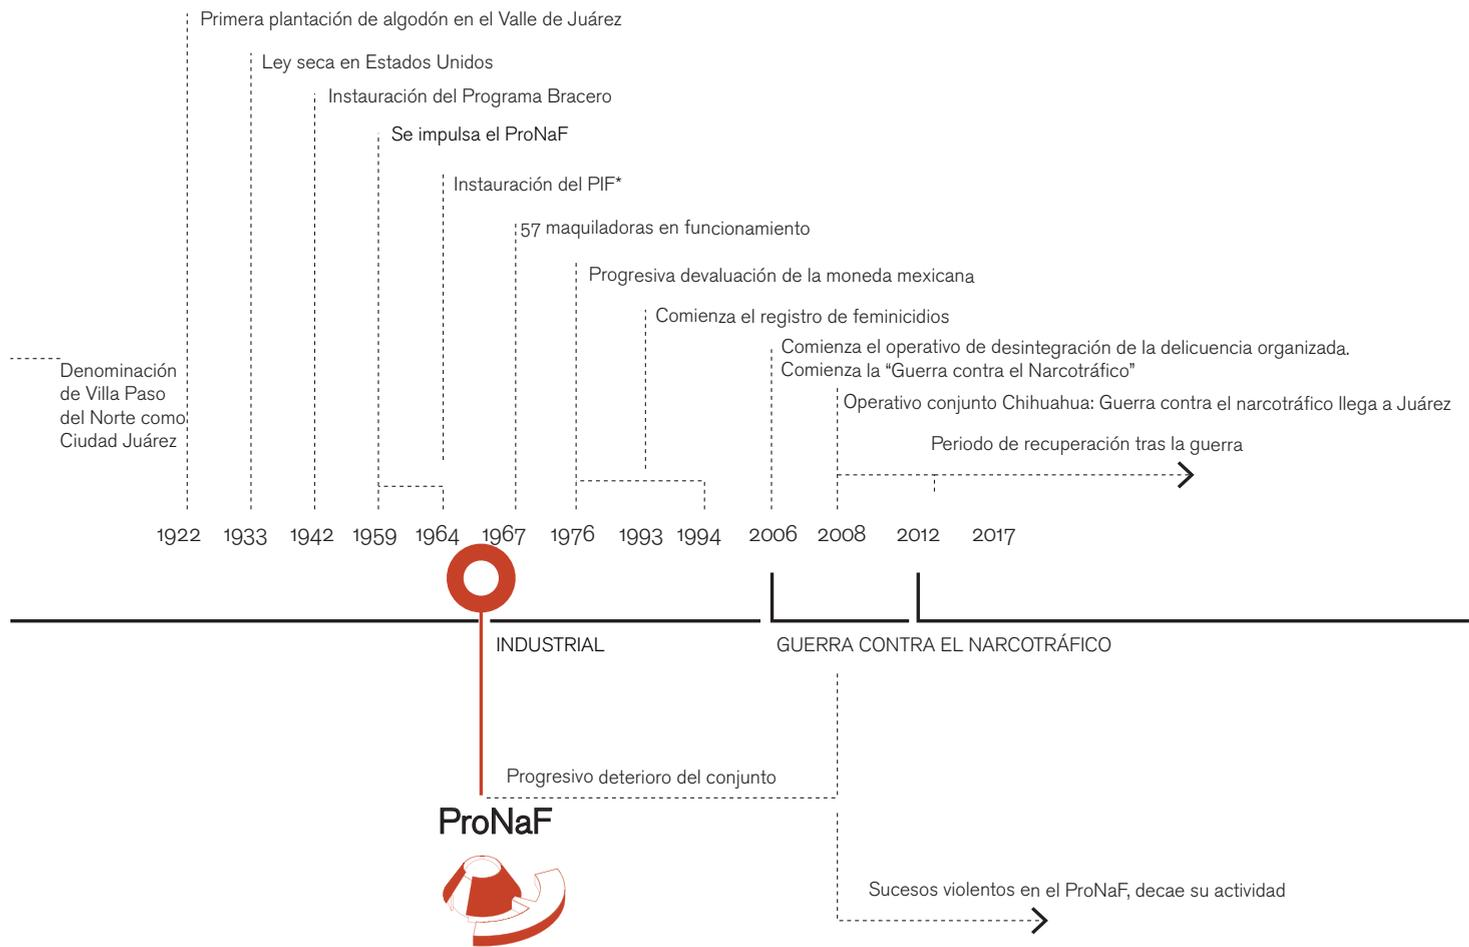 Primera plantación de algodón en el Valle de Juárez
Ley seca en Estados Unidos
Instauración del Programa Bracero
Se impulsa el ProNaF
Instauración del PIF*
57 maquiladoras en funcionamiento
Progresiva devaluación de la moneda mexicana
Comienza el registro de feminicidios
Comienza el operativo de desintegración de la delicuencia organizada.
Comienza la “Guerra contra el Narcotráfico”
Denominación
de Villa Paso
del Norte como
Ciudad Juárez
Operativo conjunto Chihuahua: Guerra contra el narcotráfico llega a Juárez
Periodo de recuperación tras la guerra
1922 1933 1942 1959 1964 1967 1976 1993 1994 2006 2008 2012 2017
INDUSTRIAL GUERRA CONTRA EL NARCOTRÁFICO
Progresivo deterioro del conjunto
ProNaF
Sucesos violentos en el ProNaF, decae su actividad